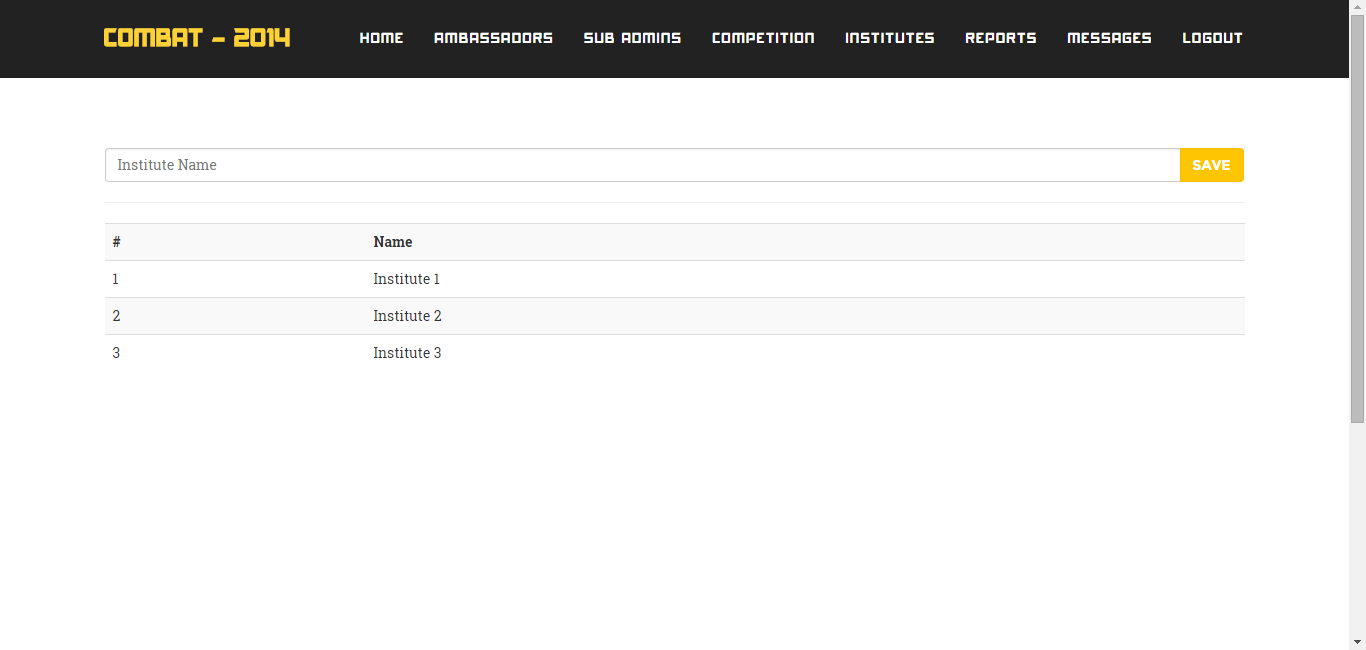 COMBAT - 2014 HOME AMBASSADORS SUB ADMINS COMPETITION INSTITUTES REPORTS MESSAGES LOGOUT
Institute Name SAVE
# Name
1 Institute 1
2 Institute 2
3 Institute 3